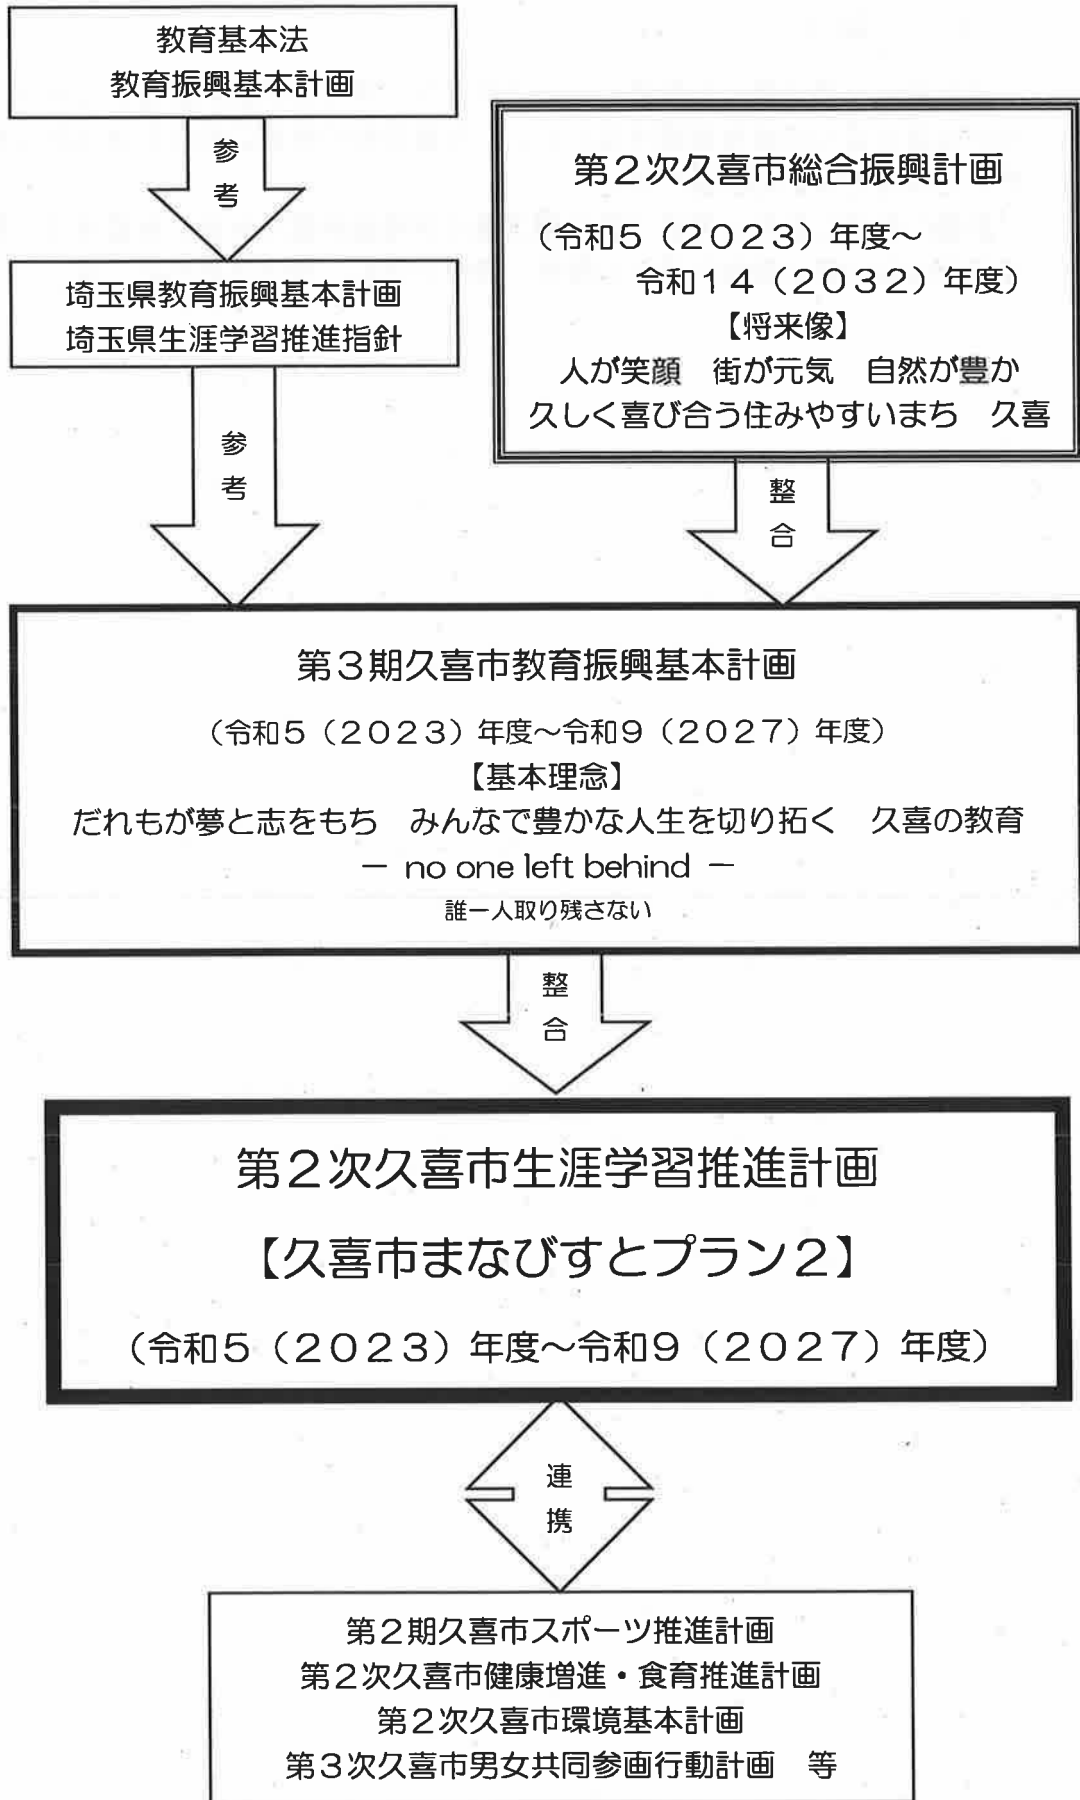 教育基本法
教育振興基本計画
参考
埼玉県教育振興基本計画
埼玉県生涯学習推進指針
参考
第２次久喜市総合振興計画
（令和５（２０２３）年度～
令和１４（２０３２）年度）
【将来像】
人が笑顔　街が元気　自然が豊か
久しく喜び合う住みやすいまち　久喜
整合
第３期久喜市教育振興基本計画
（令和５（２０２３）年度～令和９（２０２７）年度）
【基本理念】
だれもが夢と志をもち　みんなで豊かな人生を切り拓く　久喜の教育
－ no one left behind －
誰一人取り残さない
整合
第２次久喜市生涯学習推進計画
【久喜市まなびすとプラン２】
（令和５（２０２３）年度～令和９（２０２７）年度）
連携
第２期久喜市スポーツ推進計画
第２次久喜市健康増進・食育推進計画
第２次久喜市環境基本計画
第３次久喜市男女共同参画行動計画　等